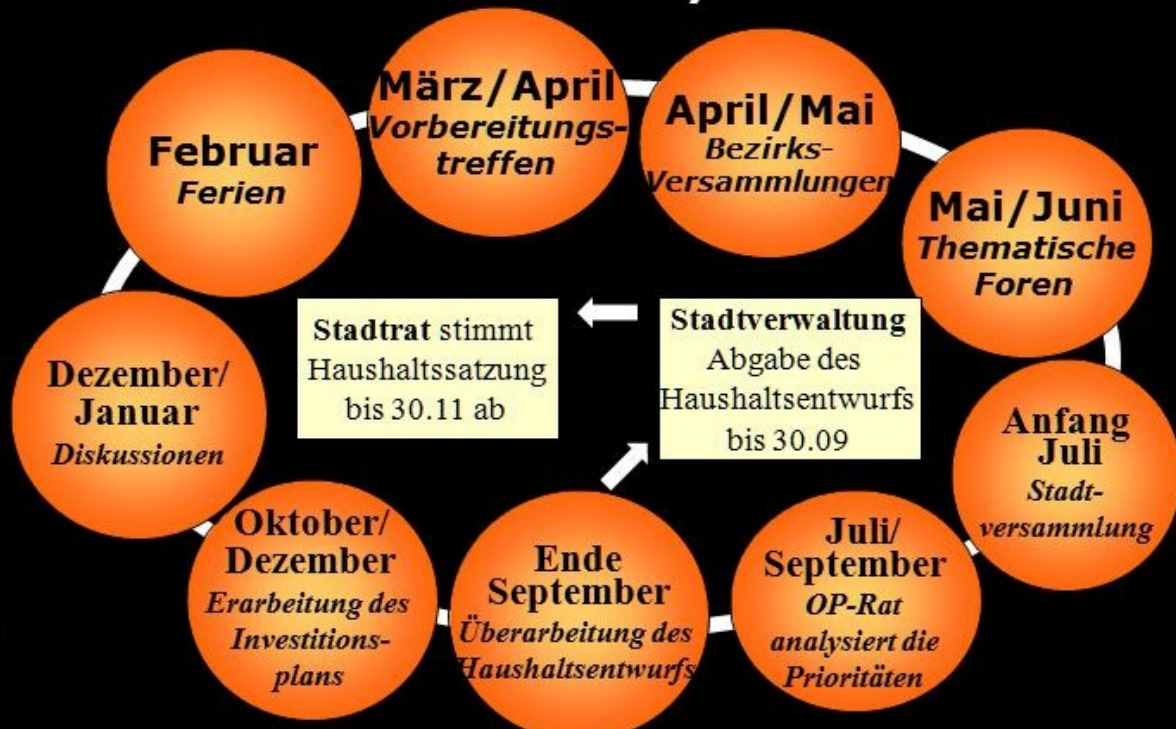 März/April
Vorbereitungs-
treffen
April/Mai
Bezirks-
Versammlungen
Mai/Juni
Thematische
Foren
Anfang
Juli
Stadt-
versammlung
Juli/
September
OP-Rat
analysiert die
Prioritäten
Ende
September
Überarbeitung des
Haushaltsentwurfs
Oktober/
Dezember
Erarbeitung des
Investitions-
plans
Dezember/
Januar
Diskussionen
Februar
Ferien
Stadtverwaltung
Abgabe des
Haushaltsentwurfs
bis 30.09
Stadtrat stimmt
Haushaltssatzung
bis 30.11 ab